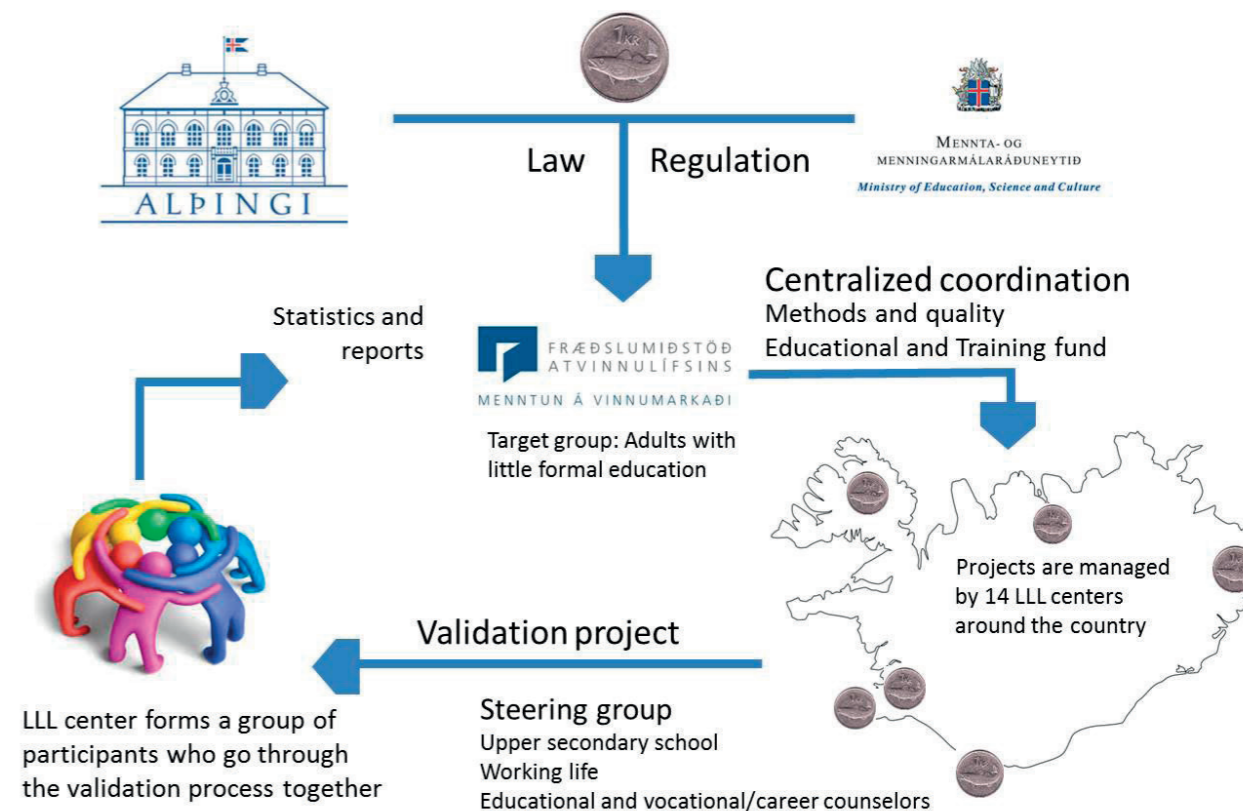 1 KR
ALÞINGI
Law
Regulation
MENNTA- OG
MENNINGARMÁLARÁÐUNEYTIÐ
Ministry of Education, Science and Culture
Statistics and
reports
FRÆÐSLUMIÐSTÖÐ
ATVINNULÍFSINS
MENNTUN Á VINNUMARKAÐI
Target group: Adults with
little formal education
Centralized coordination
Methods and quality
Educational and Training fund
Projects are managed
by 14 LLL centers
around the country
Validation project
Steering group
Upper secondary school
Working life
Educational and vocational/career counselors
LLL center forms a group of
participants who go through
the validation process together